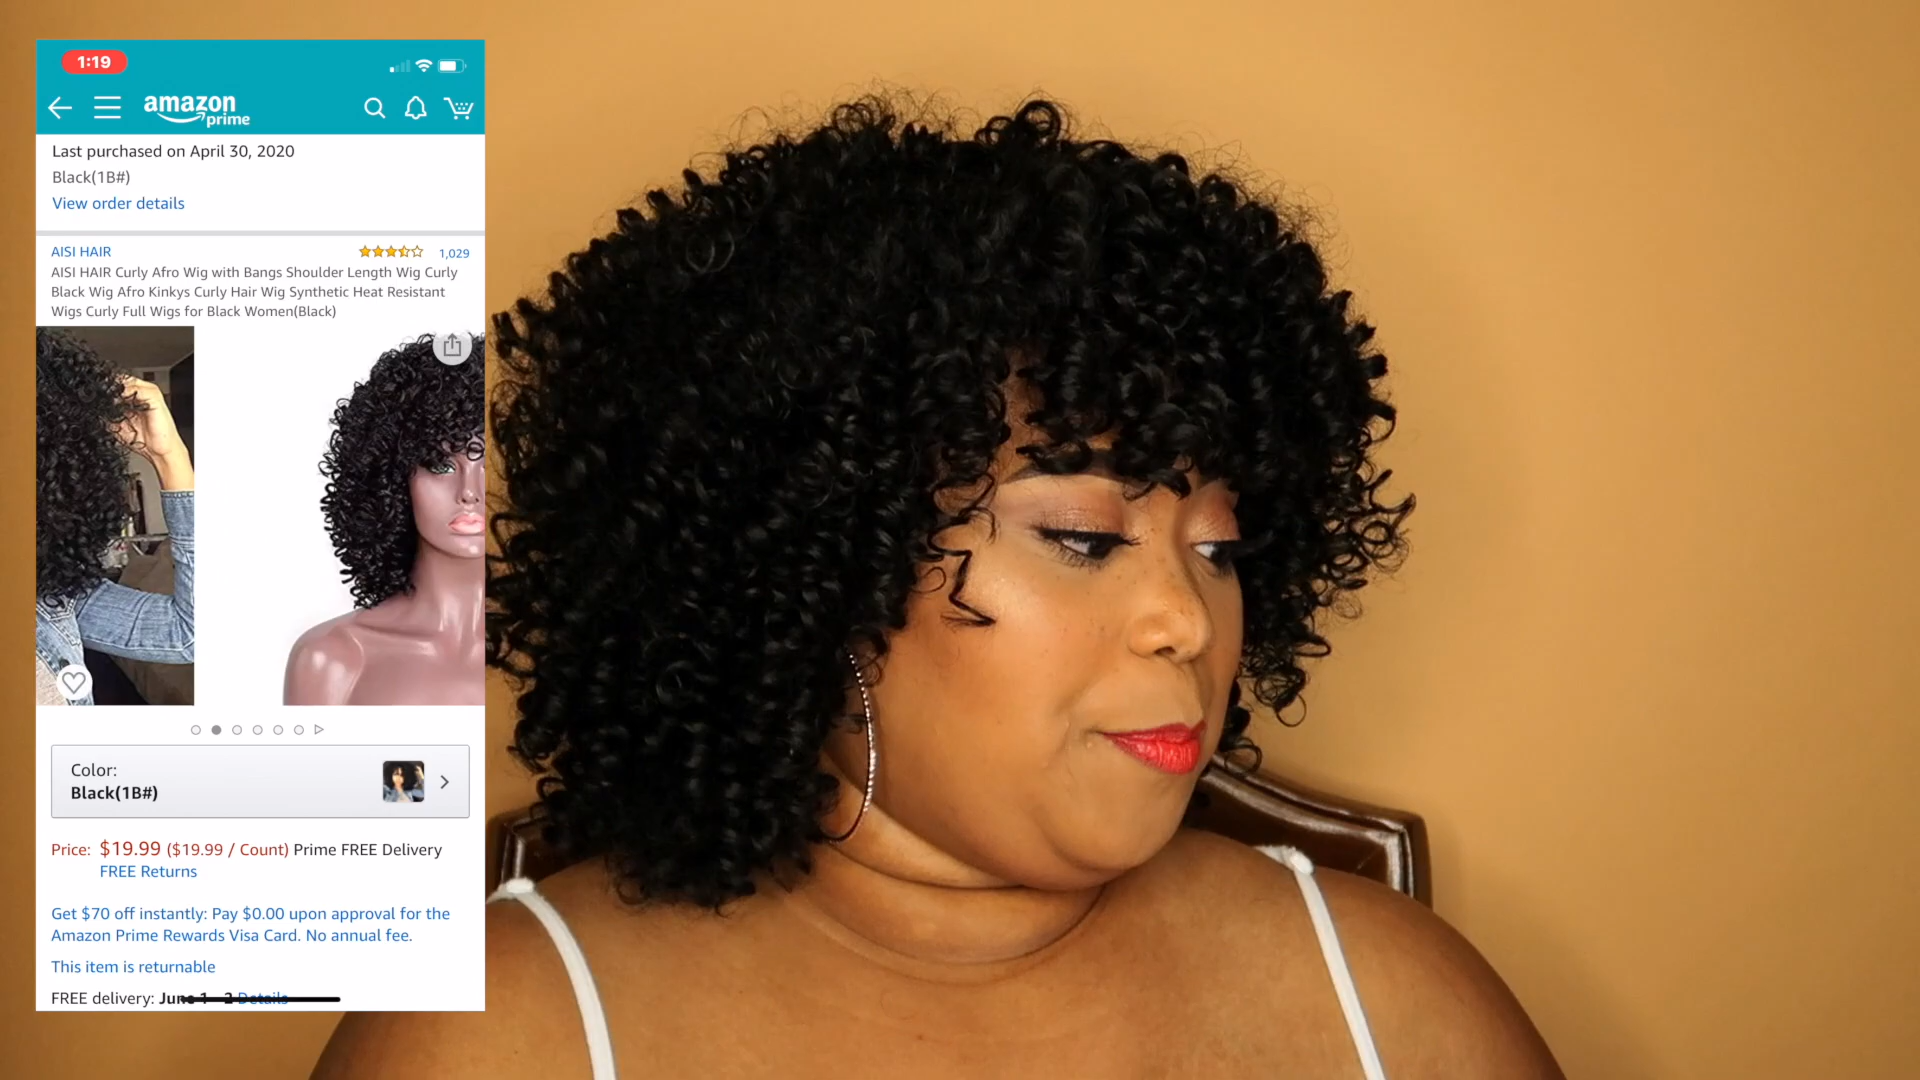 1:19
amazon
prime
Last purchased on April 30, 2020
Black(1B#)
View order details
AISI HAIR 1,029
AISI HAIR Curly Afro Wig with Bangs Shoulder Length Wig Curly
Black Wig Afro Kinkys Curly Hair Wig Synthetic Heat Resistant
Wigs Curly Full Wigs for Black Women(Black)
Color:
Black(1B#)
Price: $19.99 ($19.99 / Count) Prime FREE Delivery
FREE Returns
Get $70 off instantly: Pay $0.00 upon approval for the
Amazon Prime Rewards Visa Card. No annual fee.
This item is returnable
FREE delivery: June 1 - 2 Details